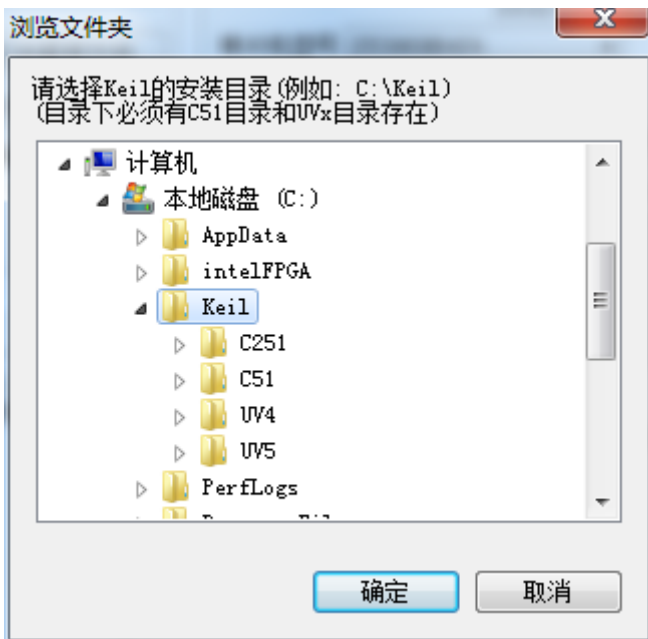 浏览文件夹
请选择Keil的安装目录(例如: C:\Keil)
(目录下必须有C51目录和UVx目录存在)
计算机
本地磁盘 (C:)
AppData
intelFPGA
Keil
C251
C51
UV4
UV5
PerfLogs
确定
取消